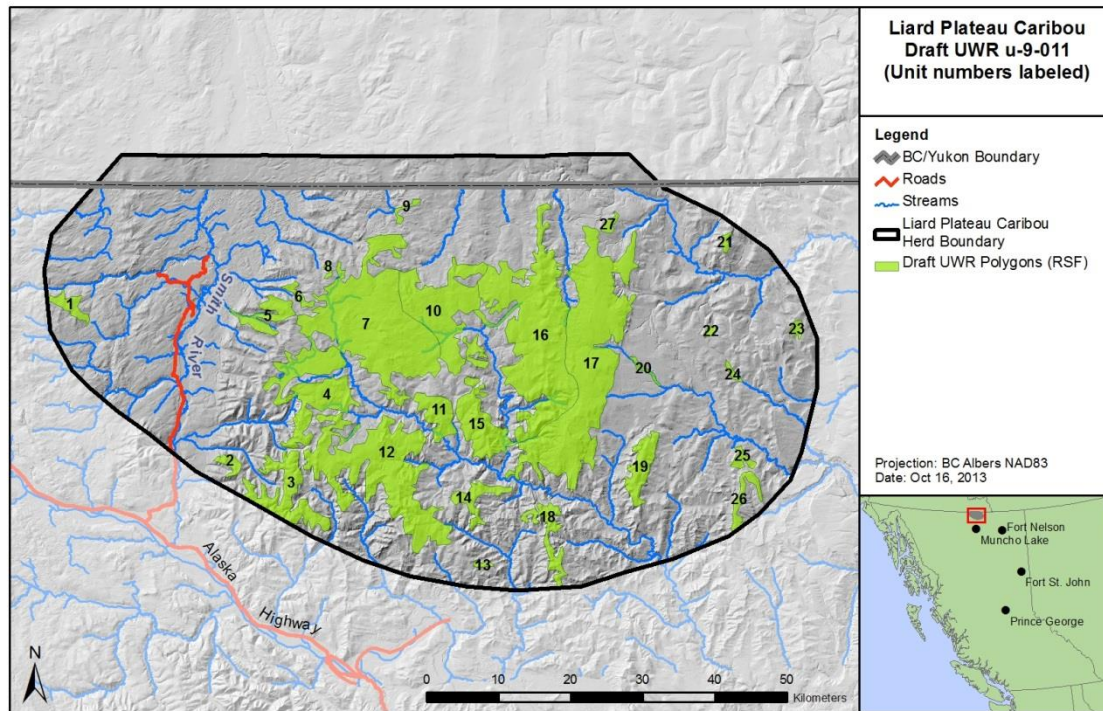 Liard Plateau Caribou
Draft UWR u-9-011
(Unit numbers labeled)
Legend
BC/Yukon Boundary
Roads
Streams
Liard Plateau Caribou
Herd Boundary
Draft UWR Polygons (RSF)
Projection: BC Albers NAD83
Date: Oct 16, 2013
Fort Nelson
Muncho Lake
Fort St. John
Prince George
9
27
21
8
6
1
5
Smith
River
7
10
16
17
22
23
20
24
4
11
15
12
2
3
19
25
14
26
18
13
Alaska
Highway
N
0 10 20 30 40 50
Kilometers